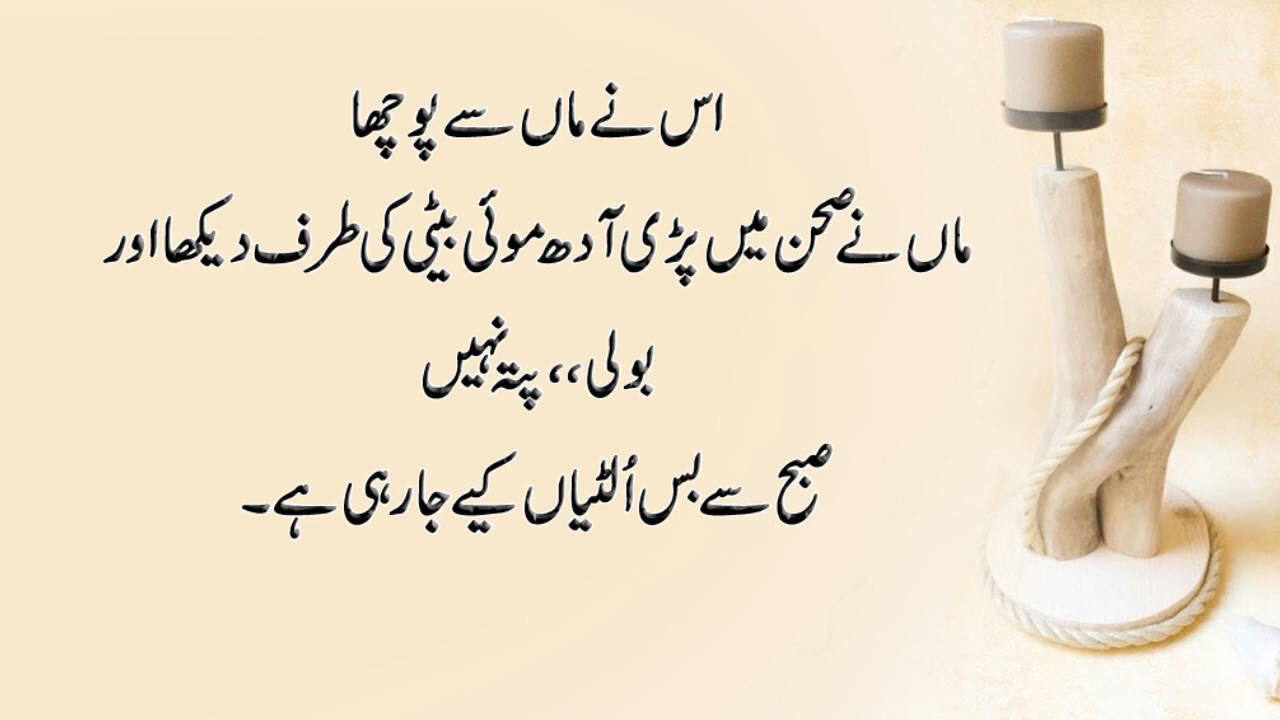 اس نے ماں سے پوچھا
ماں نے صحن میں پڑی آدھ موئی بیٹی کی طرف دیکھا اور
بولی،، پتہ نہیں
صبح سے بس اُلٹیاں کیے جا رہی ہے۔